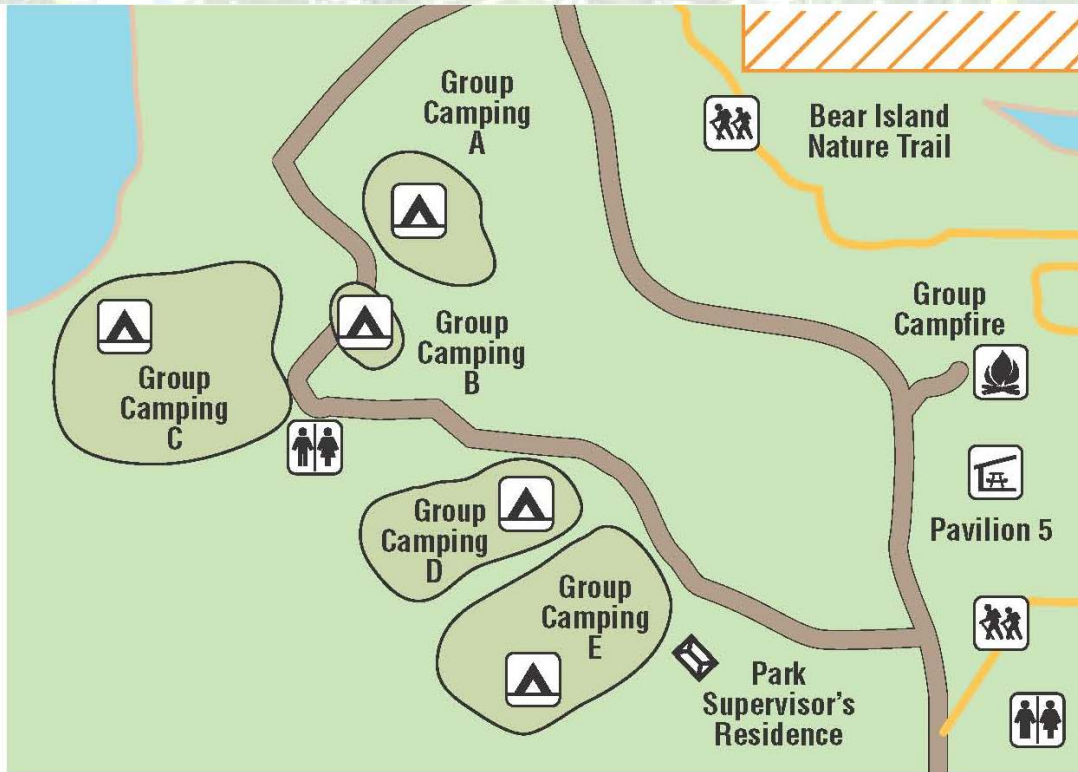 Group
Camping
A
Bear Island
Nature Trail
Group
Campfire
Group
Camping
B
Group
Camping
C
Group
Camping
D
Pavilion 5
Group
Camping
E
Park
Supervisor's
Residence